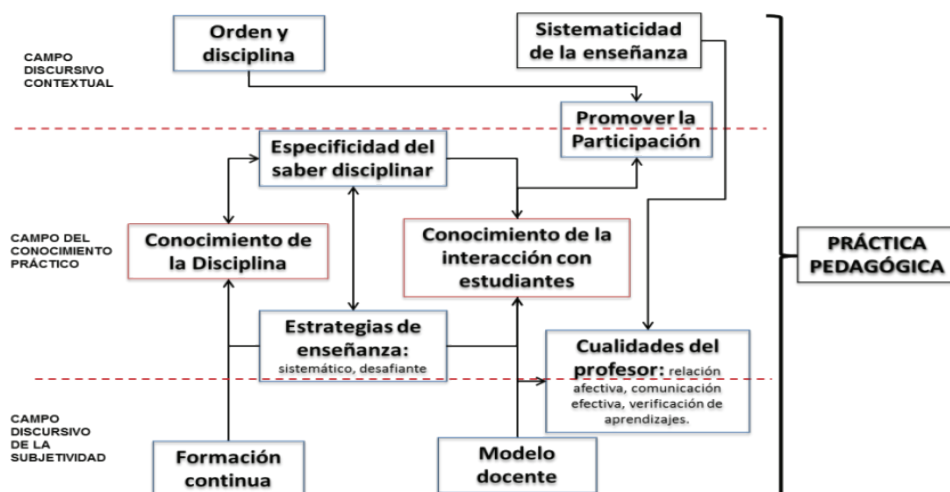 CAMPO
DISCURSIVO
CONTEXTUAL
Orden y
disciplina
Sistematicidad
de la enseñanza
Promover la
Participación
Especificidad del
saber disciplinar
CAMPO DEL
CONOCIMIENTO
PRÁCTICO
Conocimiento de
la Disciplina
Conocimiento de la
interacción con
estudiantes
PRÁCTICA
PEDAGÓGICA
Estrategias de
enseñanza:
sistemático, desafiante
Cualidades del
profesor: relación
afectiva, comunicación
efectiva, verificación de
aprendizajes.
CAMPO
DISCURSIVO
DE LA
SUBJETIVIDAD
Formación
continua
Modelo
docente